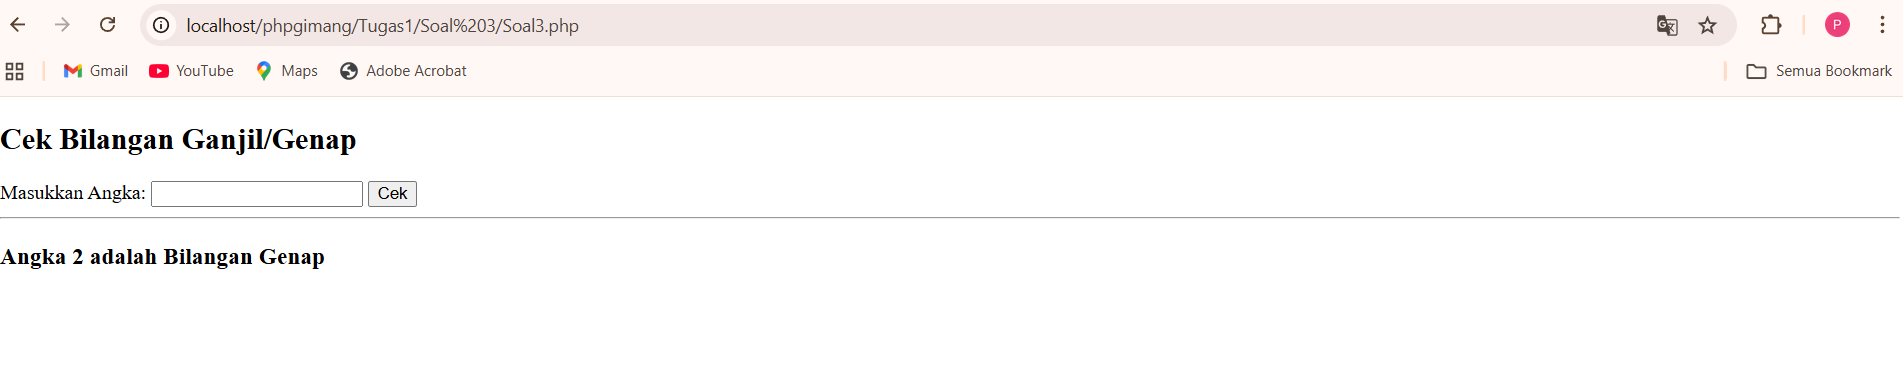 localhost/phpgimang/Tugas1/Soal%203/Soal3.php
P
Gmail YouTube Maps Adobe Acrobat Semua Bookmark
Cek Bilangan Ganjil/Genap
Masukkan Angka: Cek
Angka 2 adalah Bilangan Genap